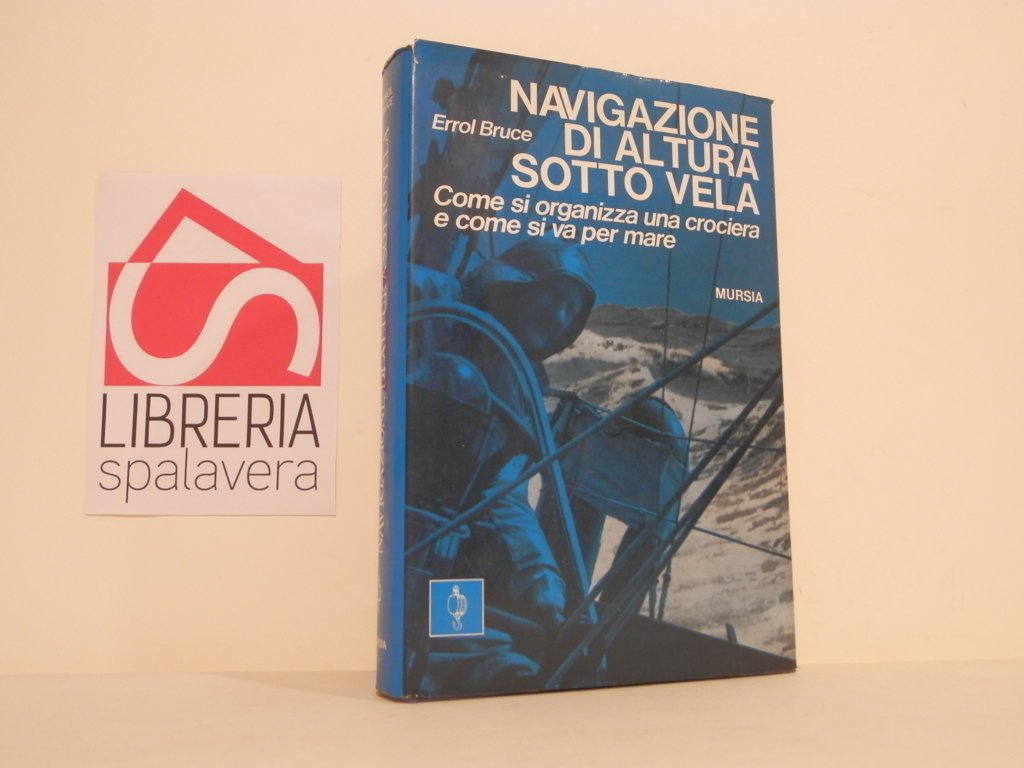 LIBRERIA
spalavera
NAVIGAZIONE
Errol Bruce
DI ALTURA
SOTTO VELA
Come si organizza una crociera
e come si va per mare
MURSIA